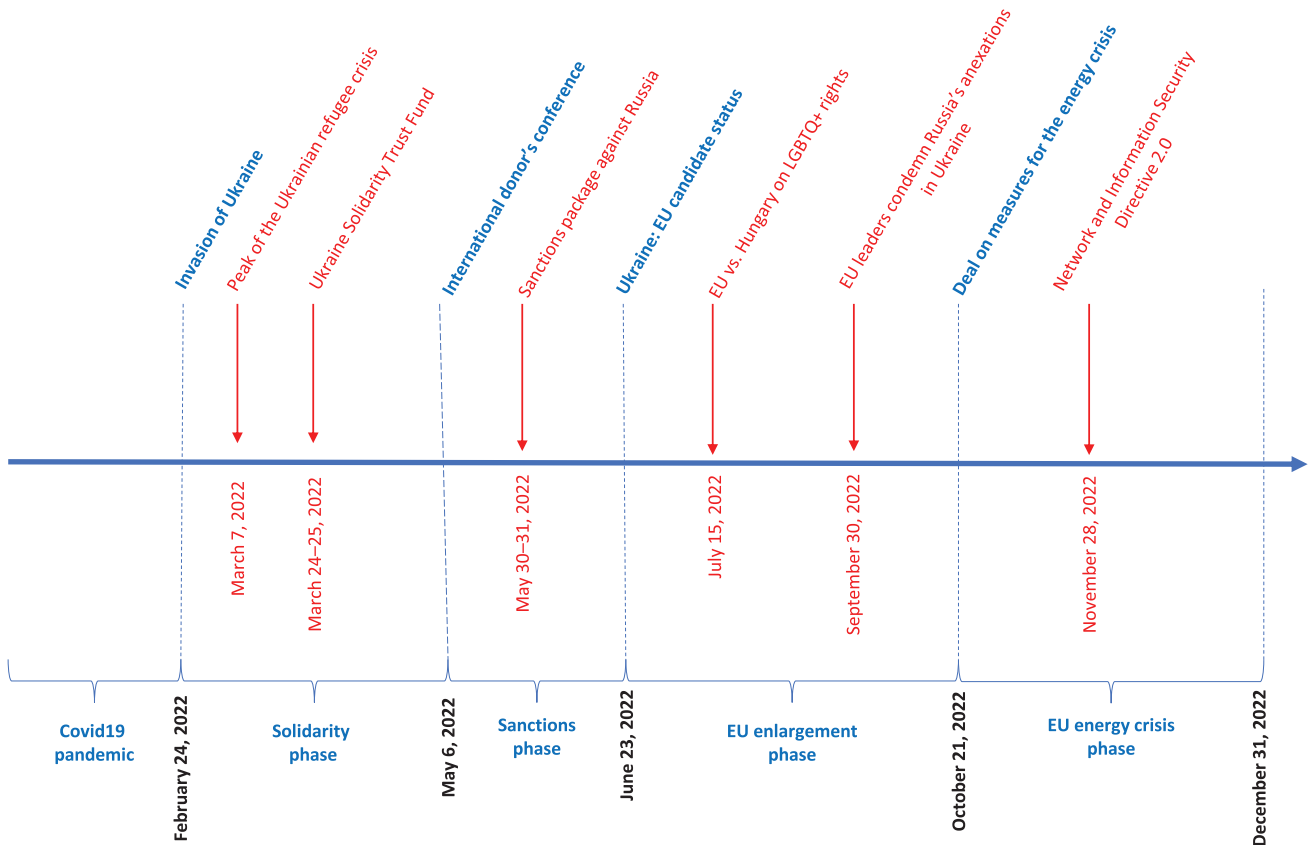 Invasion of Ukraine
Peak of the Ukrainian refugee crisis
Ukraine Solidarity Trust Fund
International donor's conference
Sanctions package against Russia
Ukraine: EU candidate status
EU vs. Hungary on LGBTQ+ rights
EU leaders condemn Russia's anexations
in Ukraine
Deal on measures for the energy crisis
Network and Information Security
Directive 2.0
March 7, 2022
March 24–25, 2022
May 30–31, 2022
July 15, 2022
September 30, 2022
November 28, 2022
Covid19
pandemic
February 24, 2022
Solidarity
phase
May 6, 2022
Sanctions
phase
June 23, 2022
EU enlargement
phase
October 21, 2022
EU energy crisis
phase
December 31, 2022